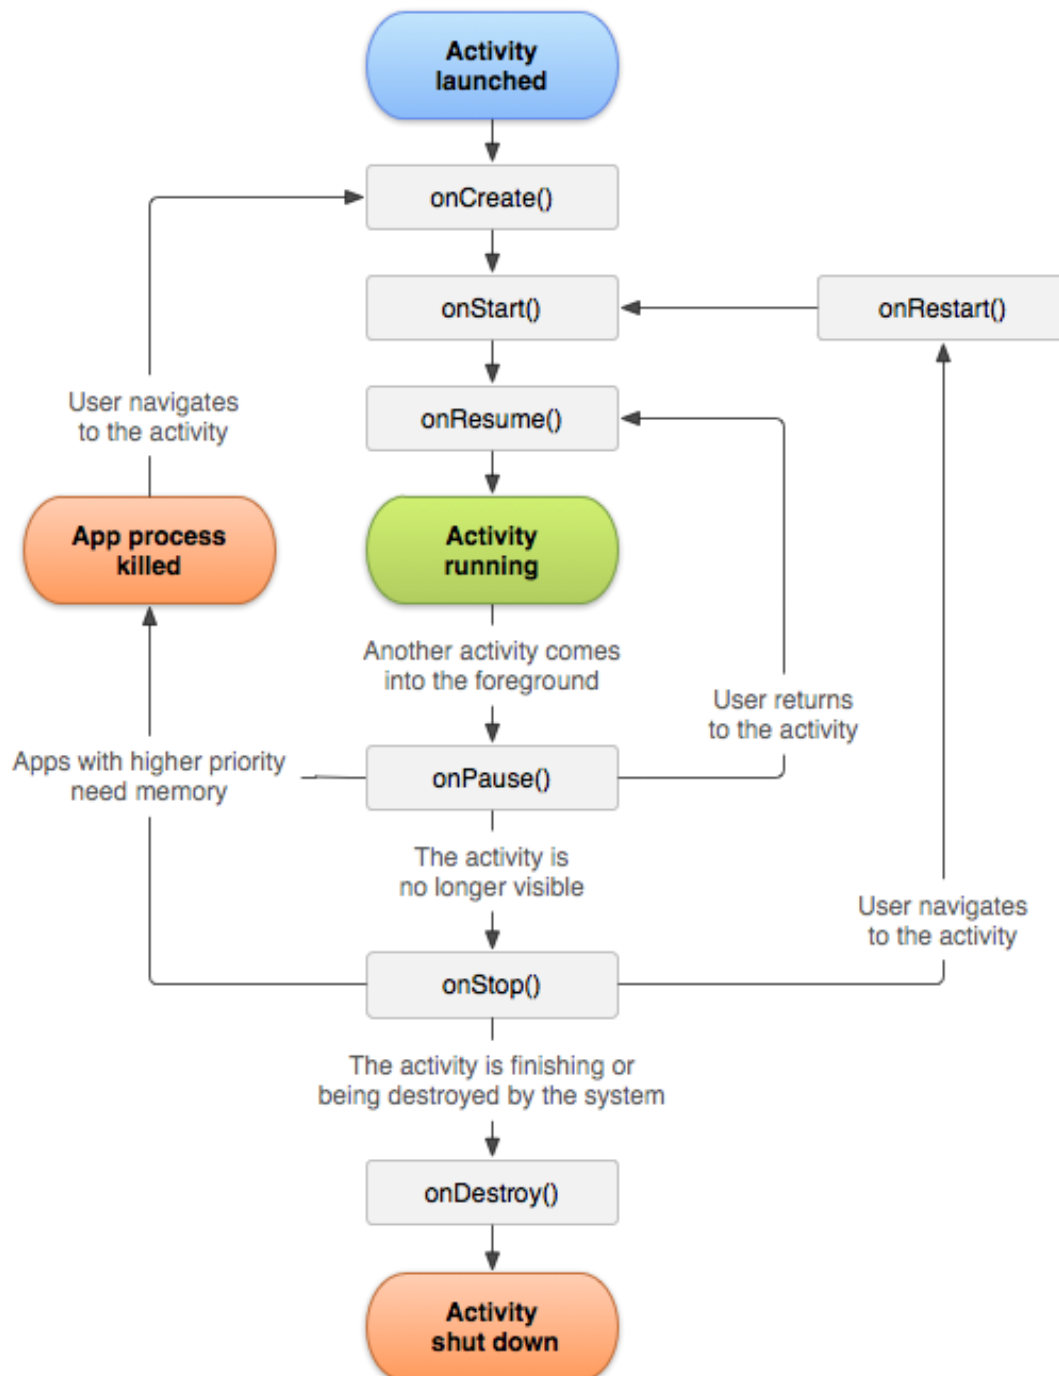 Activity
launched
onCreate()
onStart()
onRestart()
User navigates
to the activity
onResume()
App process
killed
Activity
running
Another activity comes
into the foreground
User returns
to the activity
Apps with higher priority
need memory
onPause()
The activity is
no longer visible
User navigates
to the activity
onStop()
The activity is finishing or
being destroyed by the system
onDestroy()
Activity
shut down